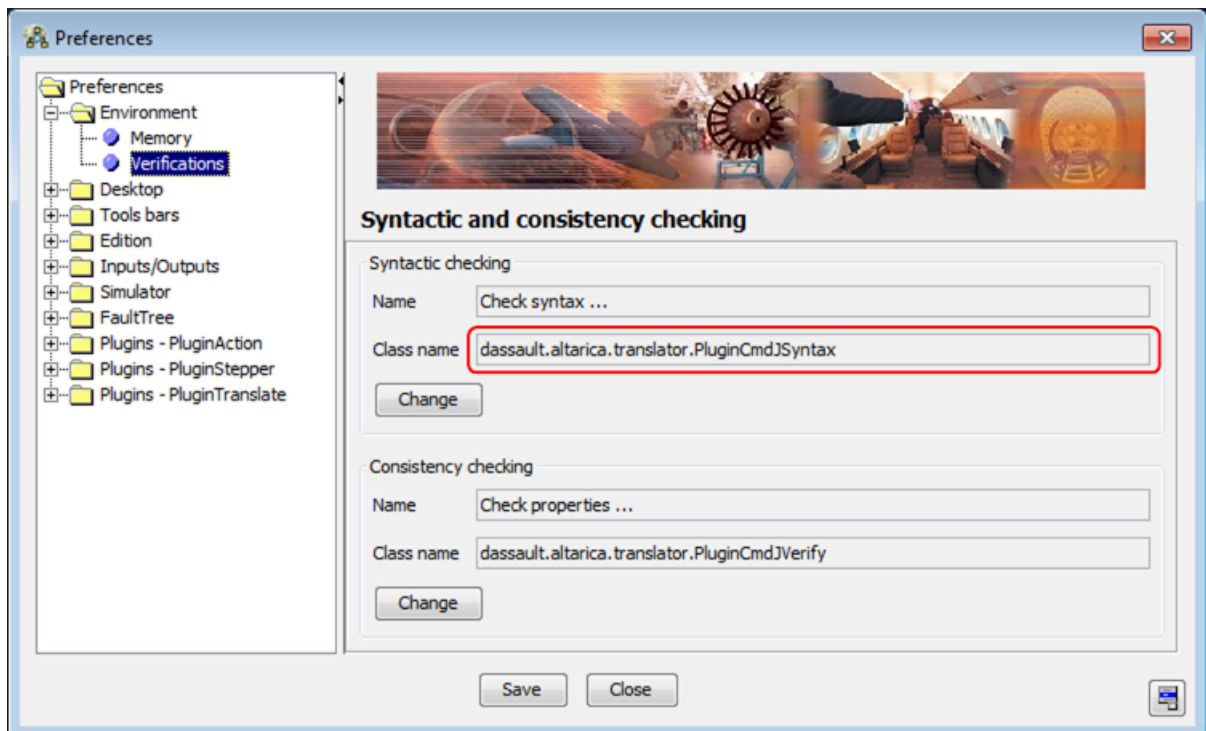 Preferences
Preferences
Environment
Memory
Verifications
Desktop
Tools bars
Edition
Inputs/Outputs
Simulator
FaultTree
Plugins - PluginAction
Plugins - PluginStepper
Plugins - PluginTranslate
Syntactic and consistency checking
Syntactic checking
Name Check syntax ...
Class name dassault.altarica.translator.PluginCmdJSyntax
Change
Consistency checking
Name Check properties ...
Class name dassault.altarica.translator.PluginCmdJVerify
Change
Save Close